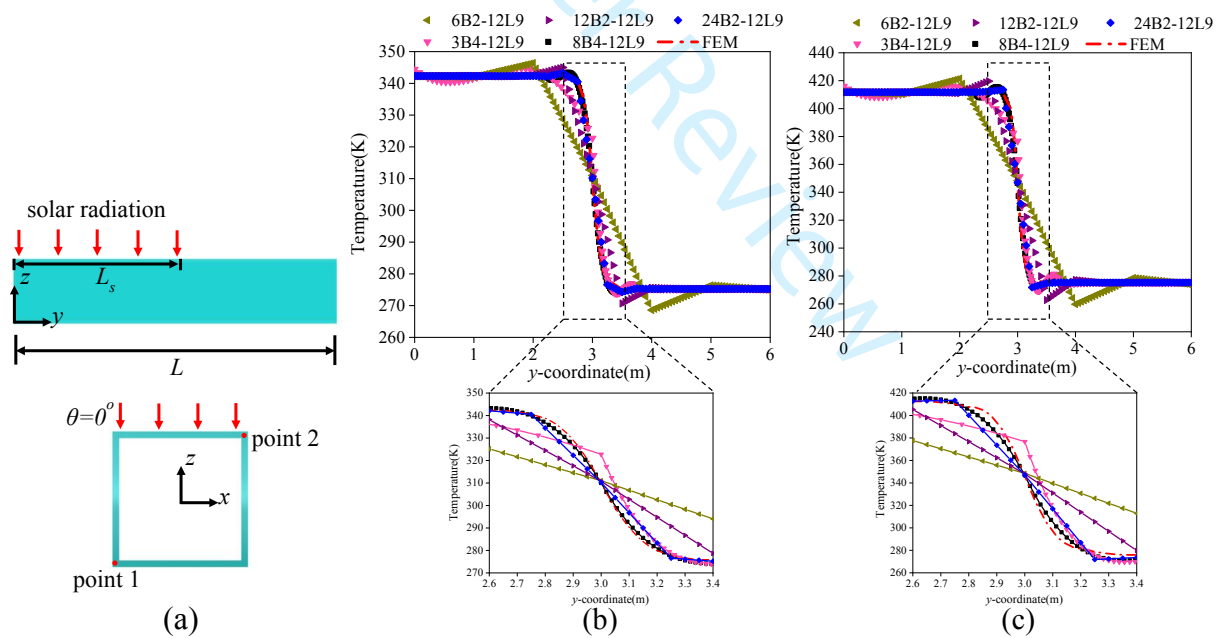 6B2-12L9 12B2-12L9 24B2-12L9
3B4-12L9 8B4-12L9 FEM
350
340
330
320
310
300
290
280
270
260
Temperature(K)
0 1 2 3 4 5 6
y-coordinate(m)
350
340
330
320
310
300
290
280
270
260
Temperature(K)
2.6 2.7 2.8 2.9 3.0 3.1 3.2 3.3 3.4
y-coordinate(m)
(b)
6B2-12L9 12B2-12L9 24B2-12L9
3B4-12L9 8B4-12L9 FEM
440
420
400
380
360
340
320
300
280
260
240
Temperature(K)
0 1 2 3 4 5 6
y-coordinate(m)
420
400
380
360
340
320
300
280
260
Temperature(K)
2.6 2.7 2.8 2.9 3.0 3.1 3.2 3.3 3.4
y-coordinate(m)
(c)
solar radiation
z
Ls
y
L
θ=0°
point 2
z
x
point 1
(a)
Review